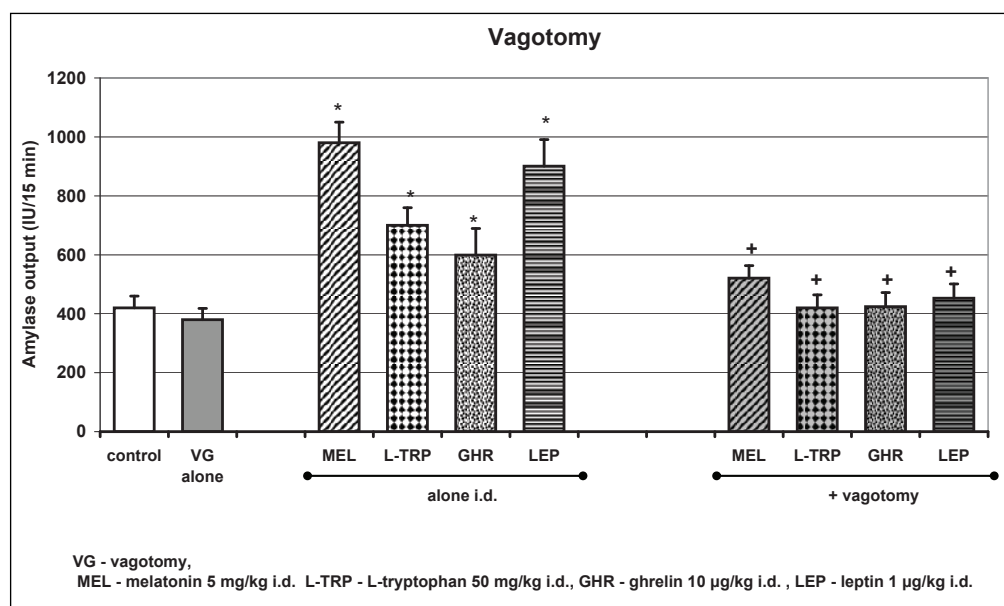 Vagotomy
Amylase output (IU/15 min)
1200
1000
800
600
400
200
0
* * * *
+ + + +
control VG MEL L-TRP GHR LEP MEL L-TRP GHR LEP
alone
alone i.d. + vagotomy
VG - vagotomy,
MEL - melatonin 5 mg/kg i.d. L-TRP - L-tryptophan 50 mg/kg i.d., GHR - ghrelin 10 µg/kg i.d. , LEP - leptin 1 µg/kg i.d.